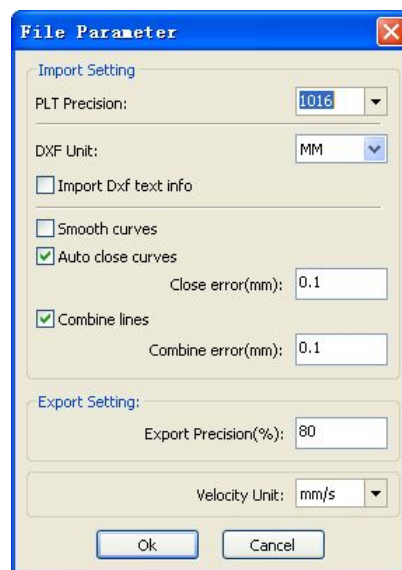 File Parameter
Import Setting
PLT Precision: 1016
DXF Unit: MM
Import Dxf text info
Smooth curves
Auto close curves
Close error(mm): 0.1
Combine lines
Combine error(mm): 0.1
Export Setting:
Export Precision(%): 80
Velocity Unit: mm/s
Ok Cancel